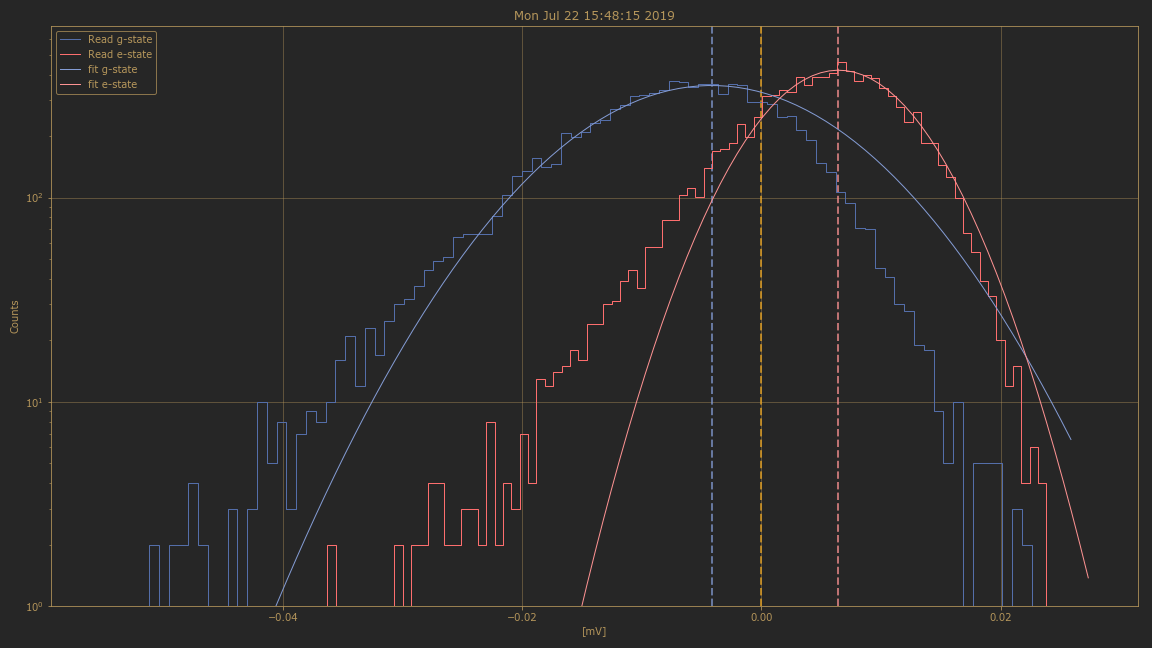 Mon Jul 22 15:48:15 2019
Read g-state
Read e-state
fit g-state
fit e-state
Counts
10²
10¹
10⁰
−0.04
−0.02
0.00
0.02
[mV]